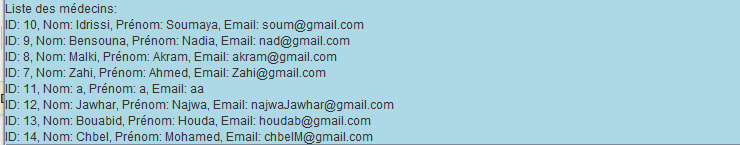 Liste des médecins:
ID: 10, Nom: Idrissi, Prénom: Soumaya, Email: soum@gmail.com
ID: 9, Nom: Bensouna, Prénom: Nadia, Email: nad@gmail.com
ID: 8, Nom: Malki, Prénom: Akram, Email: akram@gmail.com
ID: 7, Nom: Zahi, Prénom: Ahmed, Email: Zahi@gmail.com
ID: 11, Nom: a, Prénom: a, Email: aa
ID: 12, Nom: Jawhar, Prénom: Najwa, Email: najwaJawhar@gmail.com
ID: 13, Nom: Bouabid, Prénom: Houda, Email: houdab@gmail.com
ID: 14, Nom: Chbel, Prénom: Mohamed, Email: chbelM@gmail.com